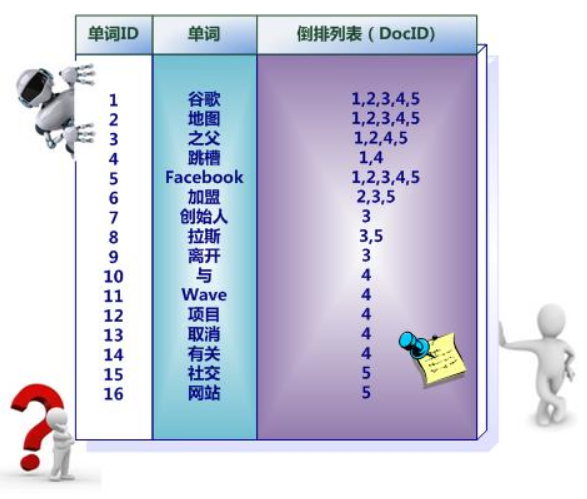 单词ID 单词 倒排列表（DocID)
1 谷歌 1,2,3,4,5
2 地图 1,2,3,4,5
3 之父 1,2,4,5
4 跳槽 1,4
5 Facebook 1,2,3,4,5
6 加盟 2,3,5
7 创始人 3
8 拉斯 3,5
9 离开 3
10 与 4
11 Wave 4
12 项目 4
13 取消 4
14 有关 4
15 社交 5
16 网站 5